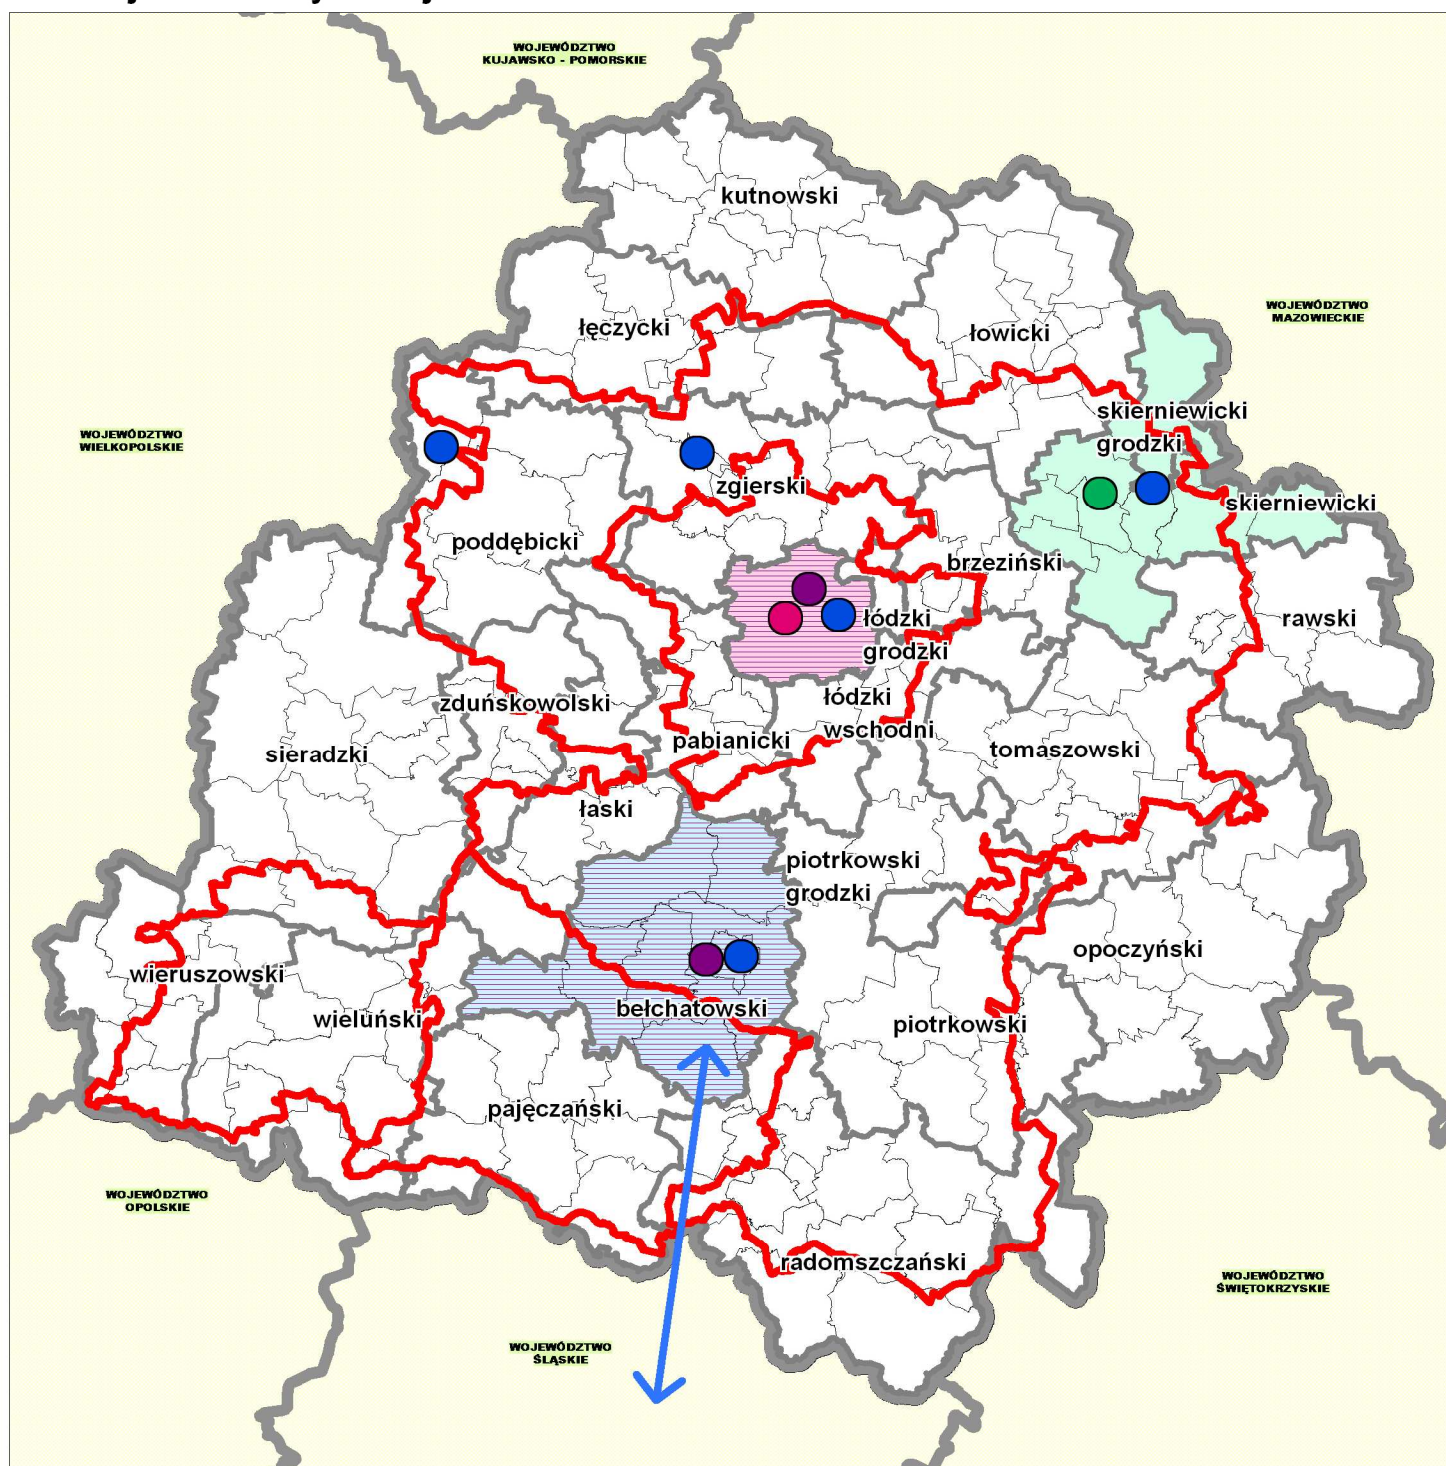 WOJEWÓDZTWO
KUJAWSKO - POMORSKIE
kutnowski
WOJEWÓDZTWO
MAZOWIECKIE
łęczycki
łowicki
skierniewicki
grodzki
WOJEWÓDZTWO
WIELKOPOLSKIE
zgierski
skierniewicki
poddębicki
brzeziński
łódzki
grodzki
rawski
zduńskowolski
łódzki
wschodni
sieradzki
pabianicki
tomaszowski
łaski
piotrkowski
grodzki
opoczyński
wieruszowski
wieluński
bełchatowski
piotrkowski
pajęczański
WOJEWÓDZTWO
OPOLSKIE
radomszczański
WOJEWÓDZTWO
ŚWIĘTOKRZYSKIE
WOJEWÓDZTWO
ŚLĄSKIE